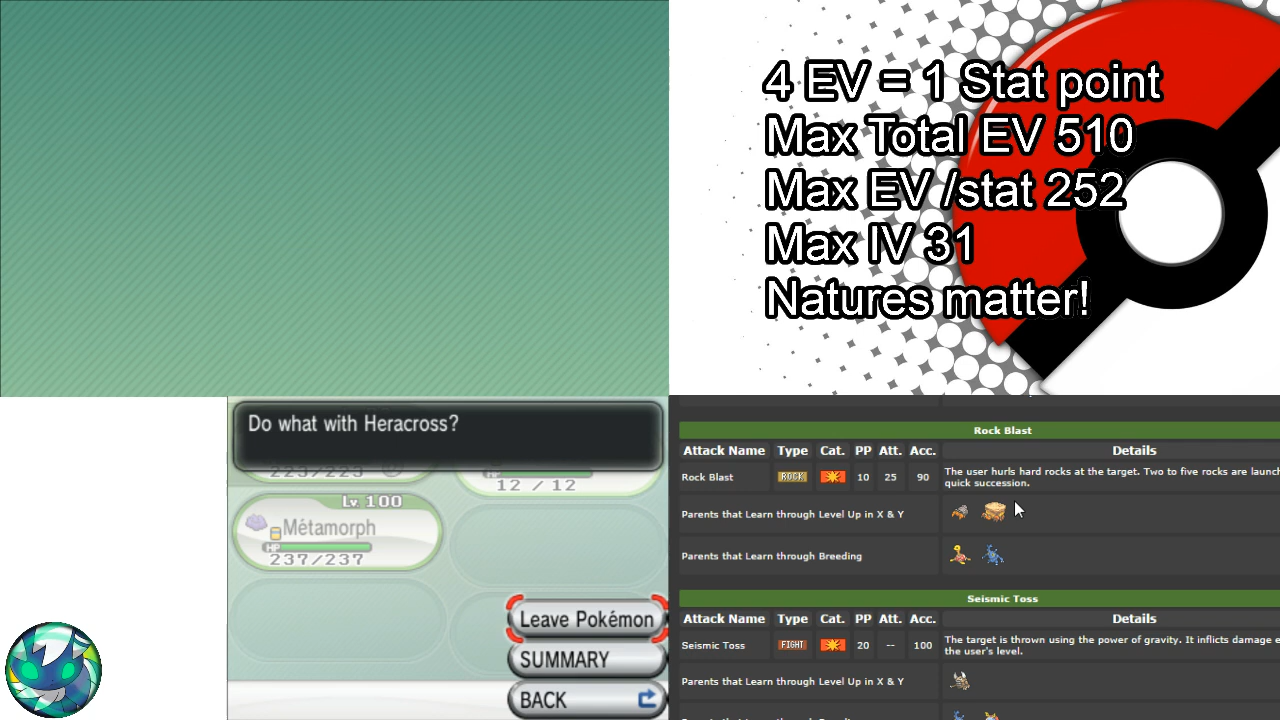 4 EV = 1 Stat point
Max Total EV 510
Max EV /stat 252
Max IV 31
Natures matter!
Do what with Heracross?
223/223
HP
12 / 12
Lv. 100
Métamorph
HP
237/237
Leave Pokémon
SUMMARY
BACK
Rock Blast
Attack Name Type Cat. PP Att. Acc. Details
Rock Blast ROCK 10 25 90 The user hurls hard rocks at the target. Two to five rocks are launc
quick succession.
Parents that Learn through Level Up in X & Y
Parents that Learn through Breeding
Seismic Toss
Attack Name Type Cat. PP Att. Acc. Details
Seismic Toss FIGHT 20 -- 100 The target is thrown using the power of gravity. It inflicts damage e
the user's level.
Parents that Learn through Level Up in X & Y